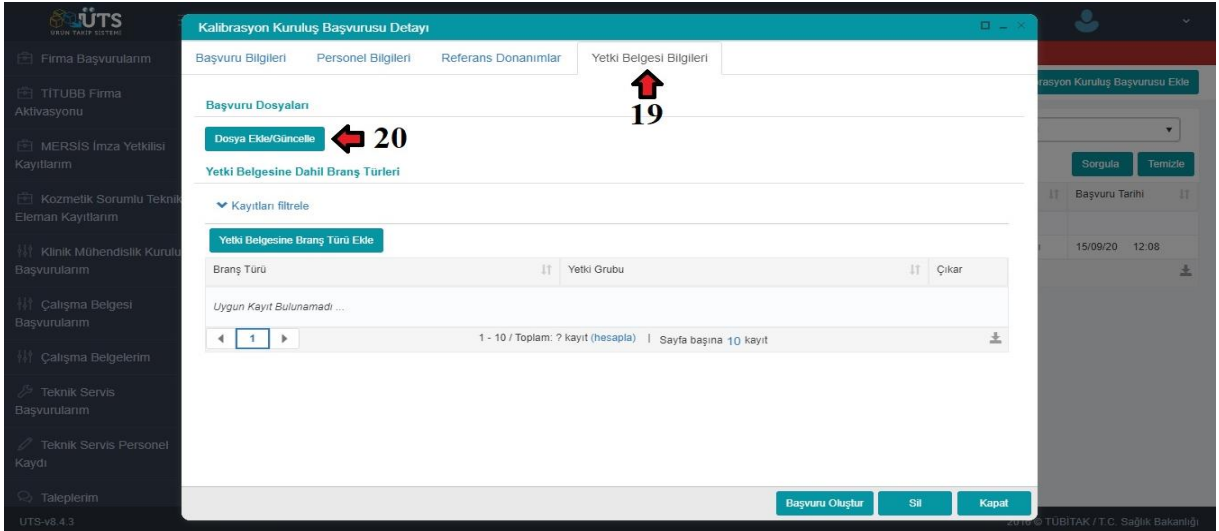 ÜTS
ÜRÜN TAKİP SİSTEMİ
Firma Başvurularım
TİTUBB Firma
Aktivasyonu
MERSİS İmza Yetkilisi
Kayıtlarım
Kozmetik Sorumlu Teknik
Eleman Kayıtlarım
Klinik Mühendislik Kurulu
Başvurularım
Çalışma Belgesi
Başvurularım
Çalışma Belgelerim
Teknik Servis
Başvurularım
Teknik Servis Personel
Kaydı
Taleplerim
UTS-v8.4.3
Kalibrasyon Kuruluş Başvurusu Detayı
Başvuru Bilgileri Personel Bilgileri Referans Donanımlar Yetki Belgesi Bilgileri
19
Başvuru Dosyaları
Dosya Ekle/Güncelle 20
Yetki Belgesine Dahil Branş Türleri
Kayıtları filtrele
Yetki Belgesine Branş Türü Ekle
Branş Türü Yetki Grubu Çıkar
Uygun Kayıt Bulunamadı ...
1 1 - 10 / Toplam: ? kayıt (hesapla) | Sayfa başına 10 kayıt
Başvuru Oluştur Sil Kapat
rasyon Kuruluş Başvurusu Ekle
Sorgula Temizle
Başvuru Tarihi
15/09/20 12:08
2016 © TÜBİTAK / T.C. Sağlık Bakanlığı